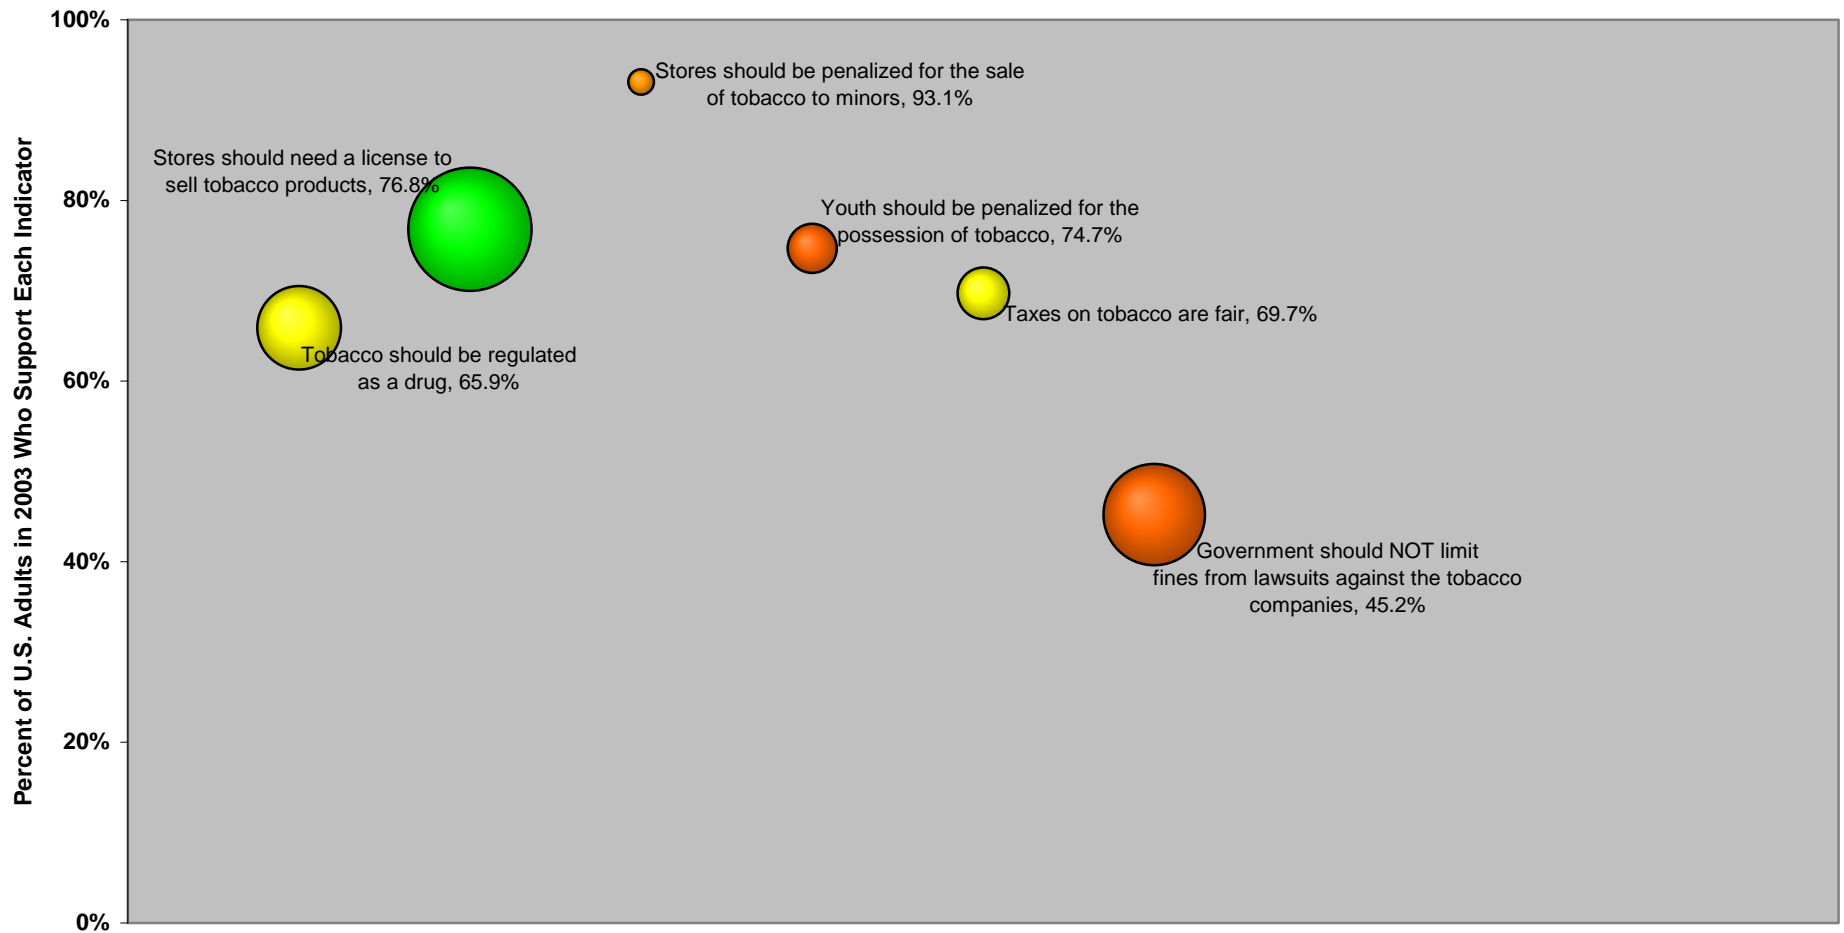 Percent of U.S. Adults in 2003 Who Support Each Indicator
100%
80%
60%
40%
20%
0%
Stores should be penalized for the sale
of tobacco to minors, 93.1%
Stores should need a license to
sell tobacco products, 76.8%
Youth should be penalized for the
possession of tobacco, 74.7%
Taxes on tobacco are fair, 69.7%
Tobacco should be regulated
as a drug, 65.9%
Government should NOT limit
fines from lawsuits against the tobacco
companies, 45.2%